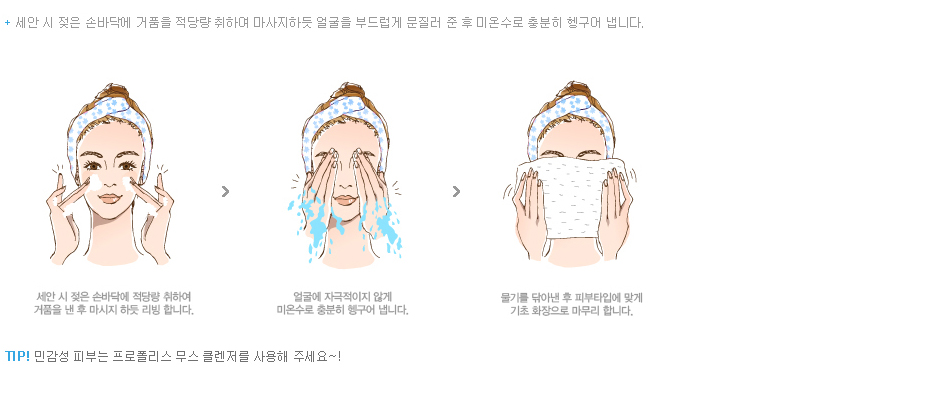 + 세안 시 젖은 손바닥에 거품을 적당량 취하여 마사지하듯 얼굴을 부드럽게 문질러 준 후 미온수로 충분히 헹구어 냅니다.
세안 시 젖은 손바닥에 적당량 취하여
거품을 낸 후 마시지 하듯 러빙 합니다.
얼굴에 자극적이지 않게
미온수로 충분히 헹구어 냅니다.
물기를 닦아낸 후 피부타입에 맞게
기초 화장으로 마무리 합니다.
TIP! 민감성 피부는 프로폴리스 무스 클렌저를 사용해 주세요~!